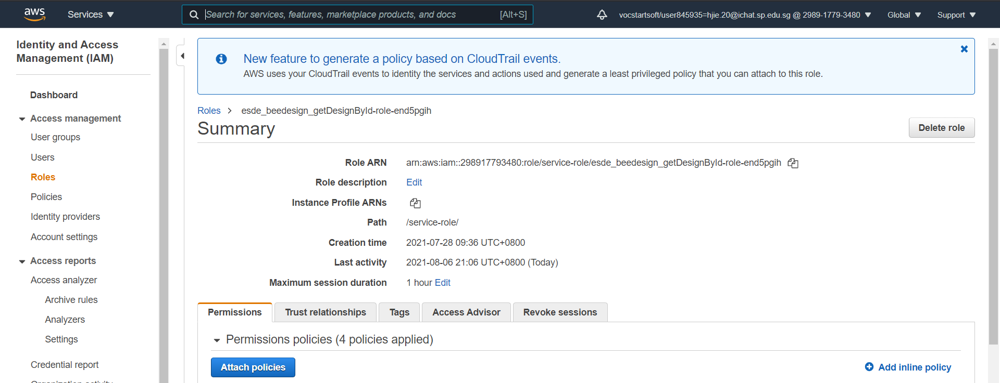 aws
Services
Search for services, features, marketplace products, and docs
[Alt+S]
vocstartsoft/user845935=hjie.20@ichat.sp.edu.sg @ 2989-1779-3480
Global
Support
Identity and Access
Management (IAM)
Dashboard
Access management
User groups
Users
Roles
Policies
Identity providers
Account settings
Access reports
Access analyzer
Archive rules
Analyzers
Settings
Credential report
Organization activity
New feature to generate a policy based on CloudTrail events.
AWS uses your CloudTrail events to identify the services and actions used and generate a least privileged policy that you can attach to this role.
Roles > esde_beedesign_getDesignById-role-end5pgih
Summary
Delete role
Role ARN arn:aws:iam::298917793480:role/service-role/esde_beedesign_getDesignById-role-end5pgih
Role description Edit
Instance Profile ARNs
Path /service-role/
Creation time 2021-07-28 09:36 UTC+0800
Last activity 2021-08-06 21:06 UTC+0800 (Today)
Maximum session duration 1 hour Edit
Permissions
Trust relationships
Tags
Access Advisor
Revoke sessions
Permissions policies (4 policies applied)
Attach policies
Add inline policy